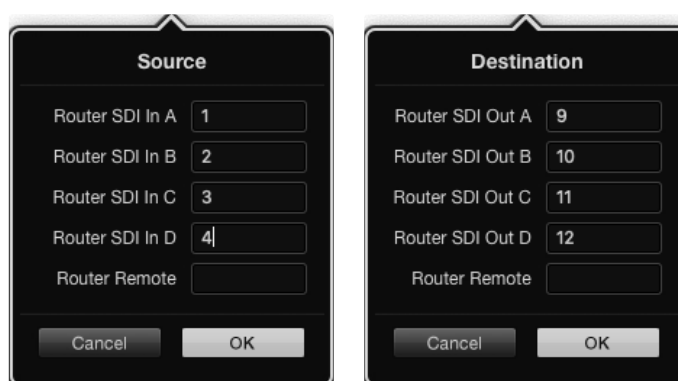 Source
Router SDI In A 1
Router SDI In B 2
Router SDI In C 3
Router SDI In D 4
Router Remote
Cancel OK
Destination
Router SDI Out A 9
Router SDI Out B 10
Router SDI Out C 11
Router SDI Out D 12
Router Remote
Cancel OK